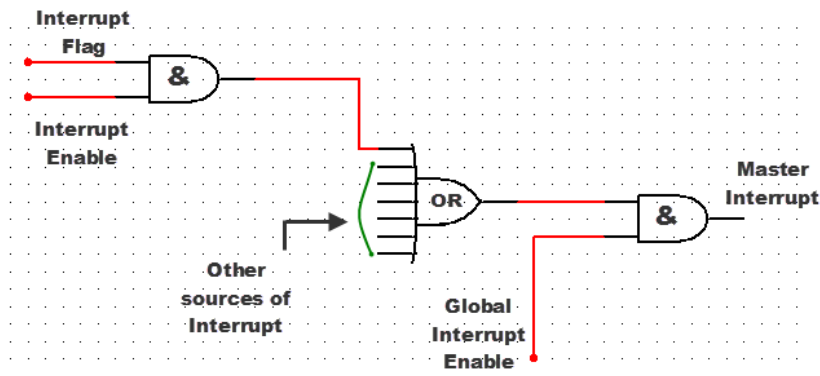 Interrupt
Flag
&
Interrupt
Enable
OR
Master
Interrupt
&
Other
sources of
Interrupt
Global
Interrupt
Enable